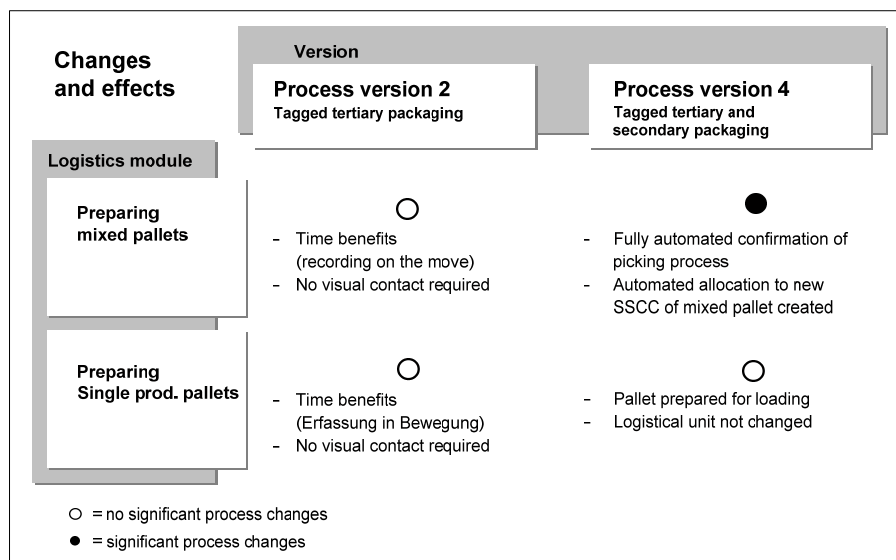 Changes
and effects
Version
Process version 2
Tagged tertiary packaging
Process version 4
Tagged tertiary and
secondary packaging
Logistics module
Preparing
mixed pallets
- Time benefits
(recording on the move)
- No visual contact required
- Fully automated confirmation of
picking process
- Automated allocation to new
SSCC of mixed pallet created
Preparing
Single prod. pallets
- Time benefits
(Erfassung in Bewegung)
- No visual contact required
- Pallet prepared for loading
- Logistical unit not changed
○ = no significant process changes
● = significant process changes